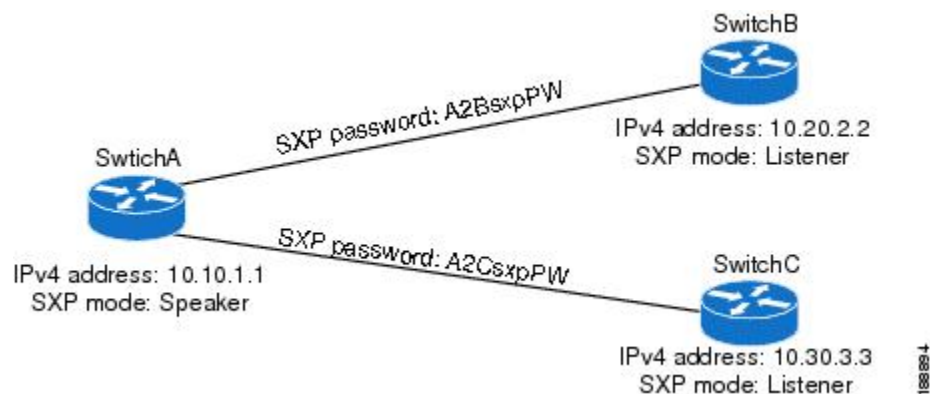 SwitchB
SXP password: A2BsxpPW
IPv4 address: 10.20.2.2
SXP mode: Listener
SwtichA
IPv4 address: 10.10.1.1
SXP mode: Speaker
SXP password: A2CsxpPW
SwitchC
IPv4 address: 10.30.3.3
SXP mode: Listener
188894